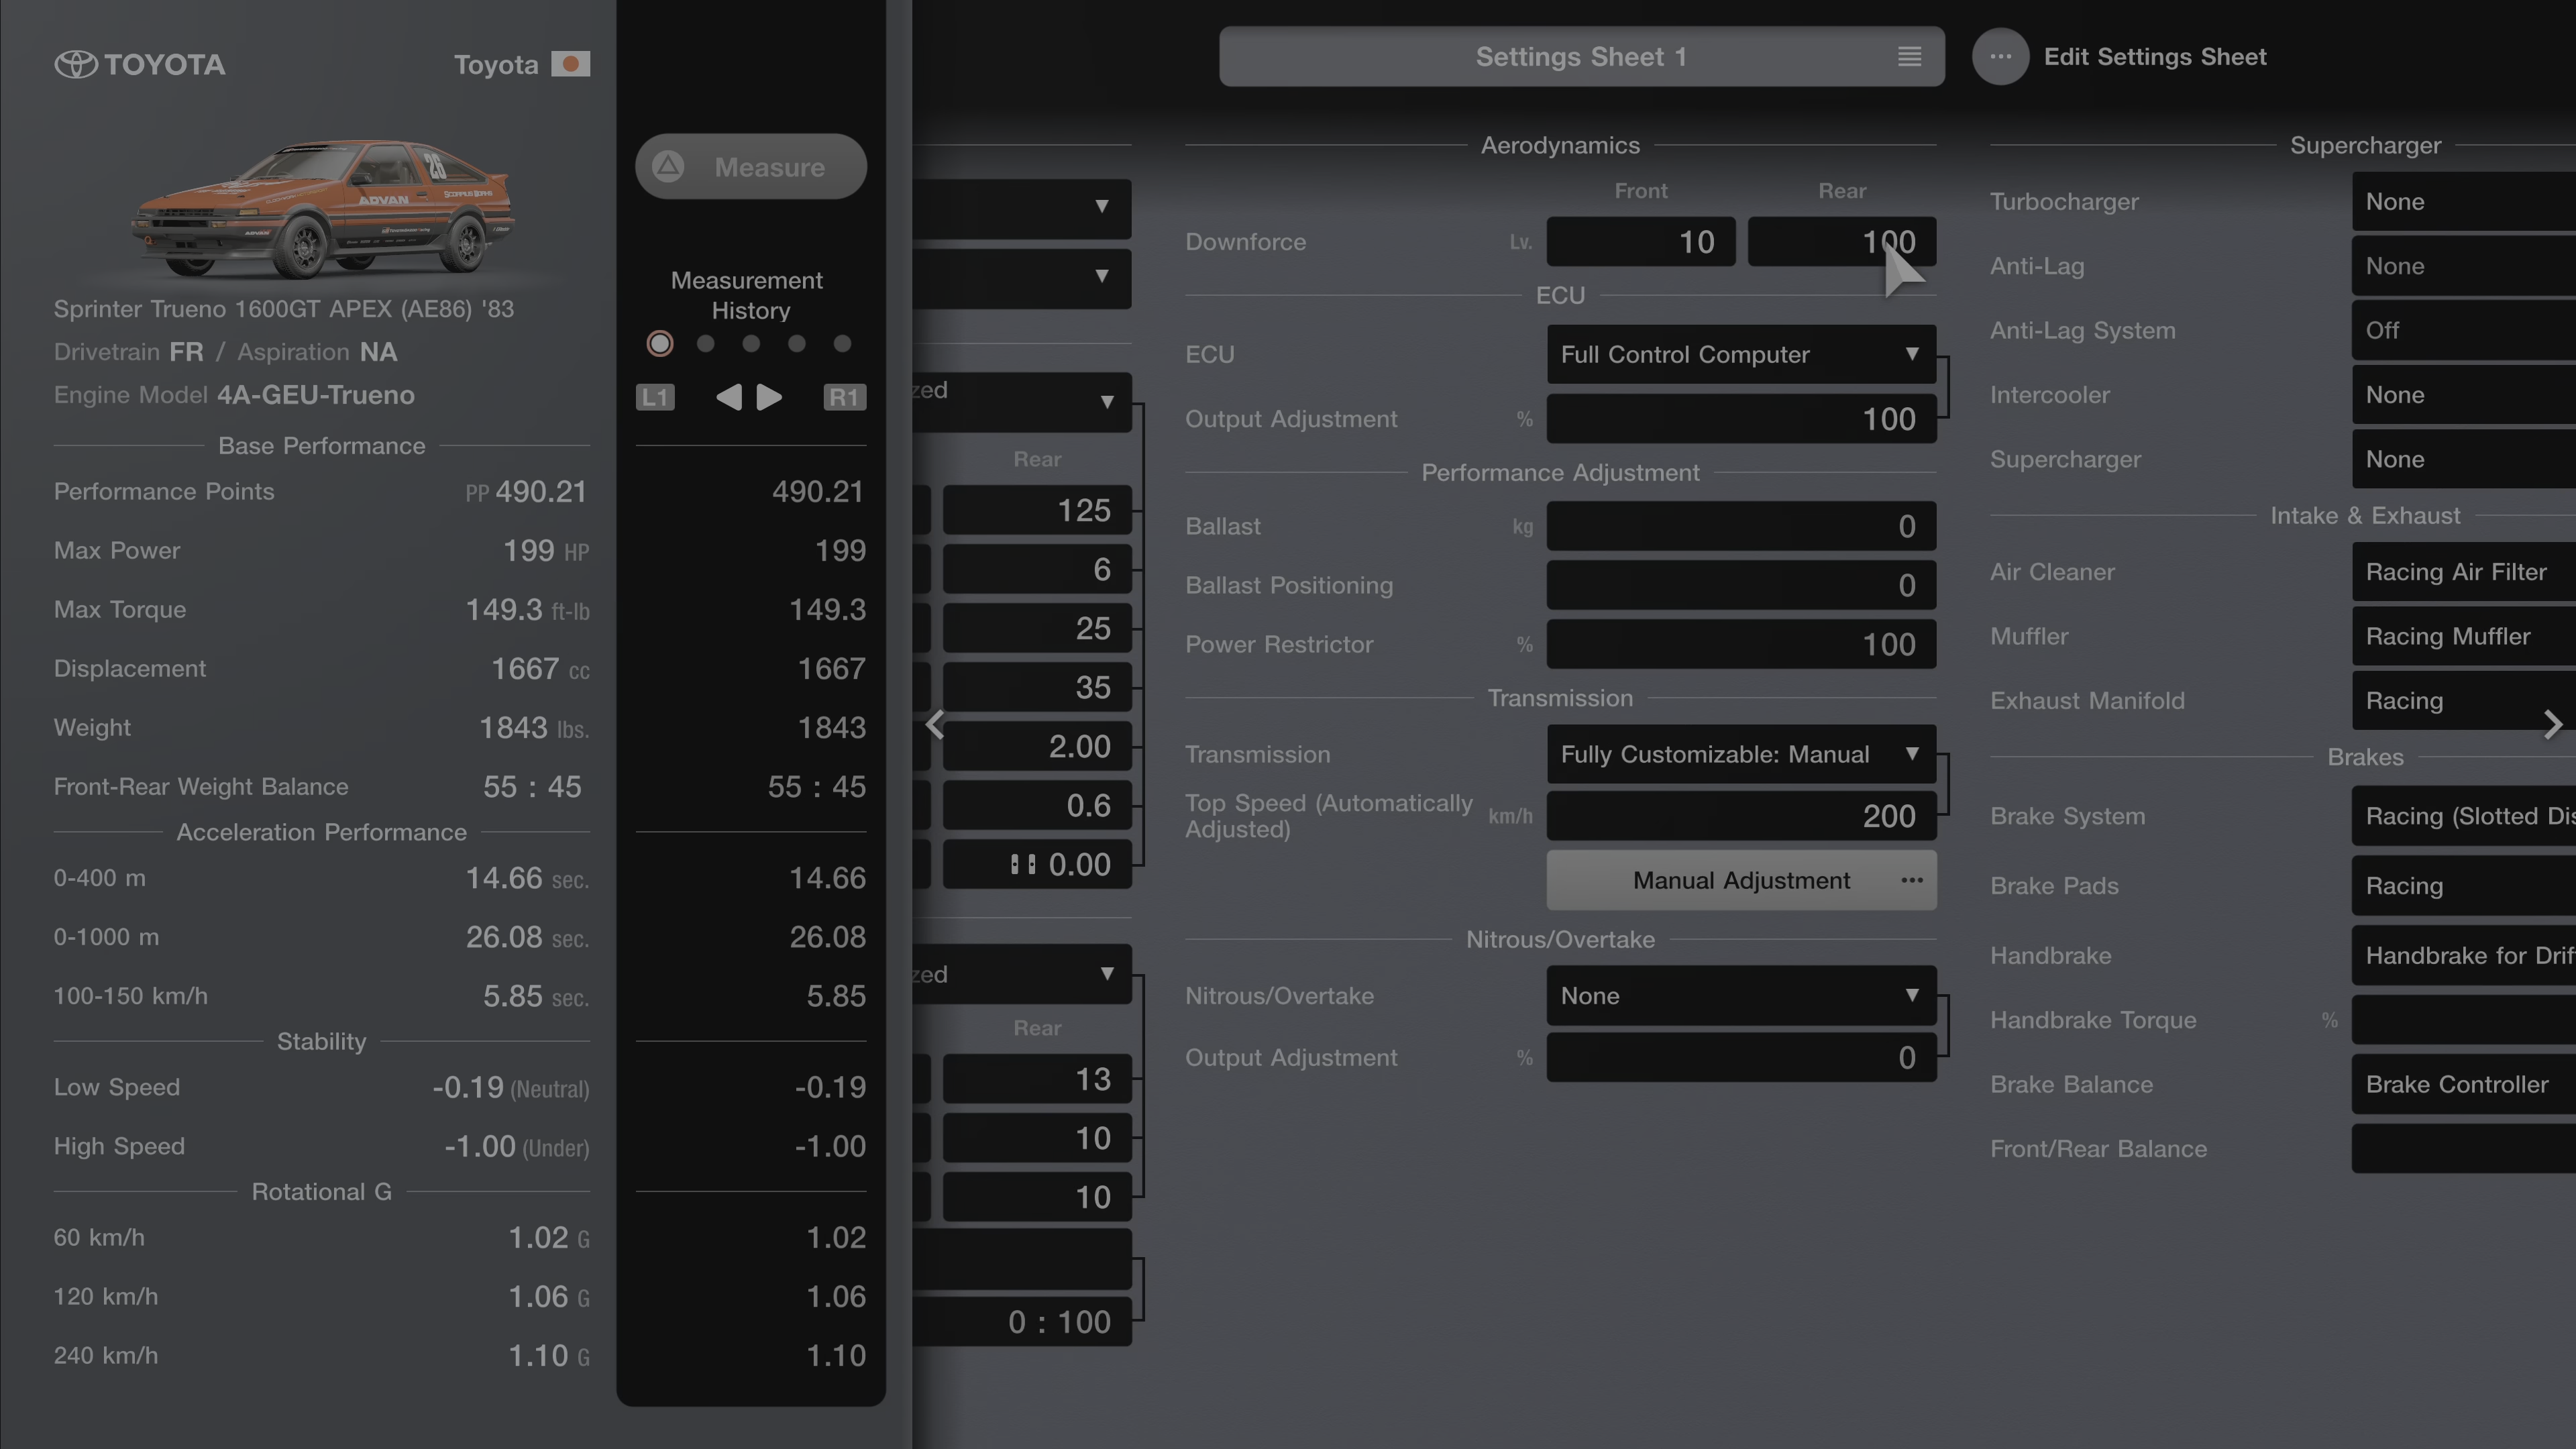 TOYOTA
Toyota
Sprinter Trueno 1600GT APEX (AE86) '83
Drivetrain FR / Aspiration NA
Engine Model 4A-GEU-Trueno
Base Performance
Performance Points PP 490.21
Max Power 199 HP
Max Torque 149.3 ft-lb
Displacement 1667 cc
Weight 1843 lbs.
Front-Rear Weight Balance 55 : 45
Acceleration Performance
0-400 m 14.66 sec.
0-1000 m 26.08 sec.
100-150 km/h 5.85 sec.
Stability
Low Speed -0.19 (Neutral)
High Speed -1.00 (Under)
Rotational G
60 km/h 1.02 G
120 km/h 1.06 G
240 km/h 1.10 G
Measure
Measurement
History
L1 R1
490.21
199
149.3
1667
1843
55 : 45
14.66
26.08
5.85
-0.19
-1.00
1.02
1.06
1.10
zed
Rear
125
6
25
35
2.00
0.6
0.00
zed
Rear
13
10
10
0 : 100
Settings Sheet 1
Edit Settings Sheet
Aerodynamics
Front Rear
Downforce Lv. 10 100
ECU
ECU Full Control Computer
Output Adjustment % 100
Performance Adjustment
Ballast kg 0
Ballast Positioning 0
Power Restrictor % 100
Transmission
Transmission Fully Customizable: Manual
Top Speed (Automatically
Adjusted) km/h 200
Manual Adjustment
Nitrous/Overtake
Nitrous/Overtake None
Output Adjustment % 0
Supercharger
Turbocharger None
Anti-Lag None
Anti-Lag System Off
Intercooler None
Supercharger None
Intake & Exhaust
Air Cleaner Racing Air Filter
Muffler Racing Muffler
Exhaust Manifold Racing
Brakes
Brake System Racing (Slotted Dis
Brake Pads Racing
Handbrake Handbrake for Drif
Handbrake Torque %
Brake Balance Brake Controller
Front/Rear Balance
ADVAN
26